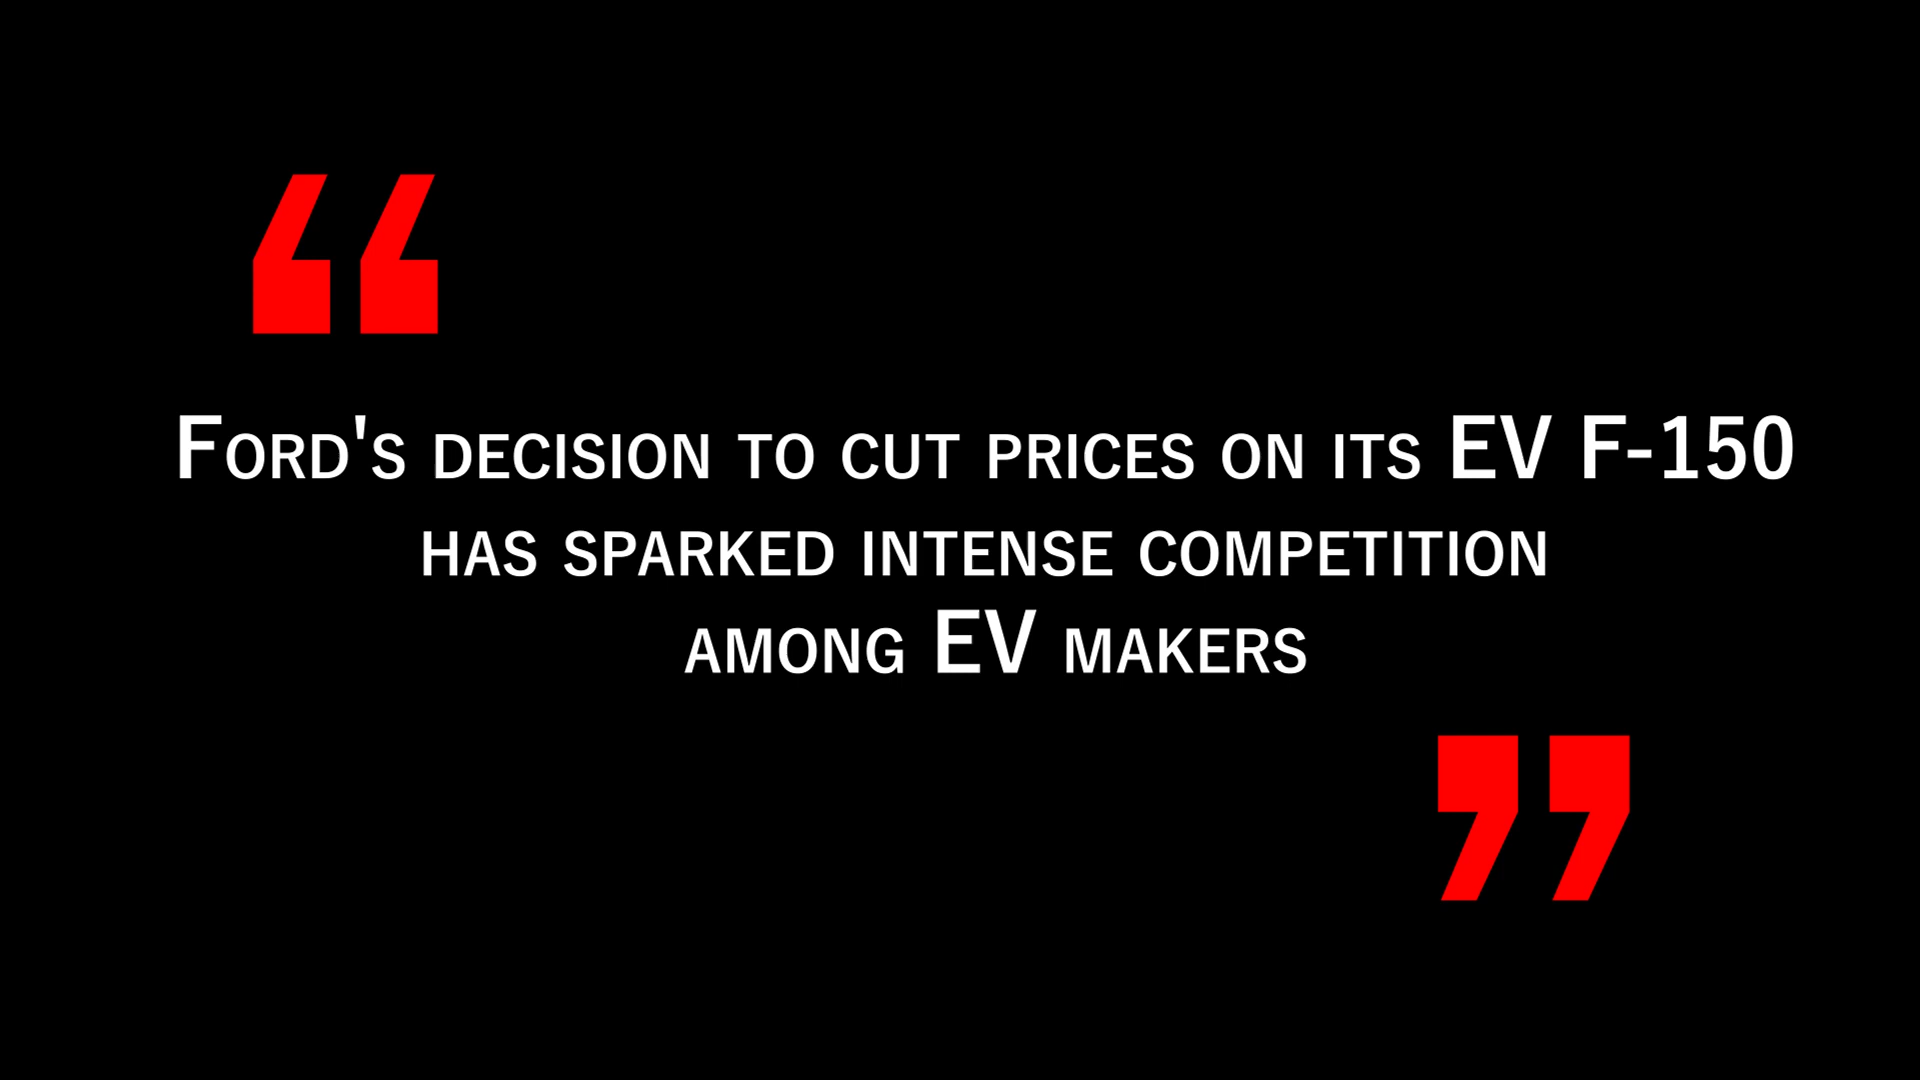 “
Ford's decision to cut prices on its EV F-150
has sparked intense competition
among EV makers
”